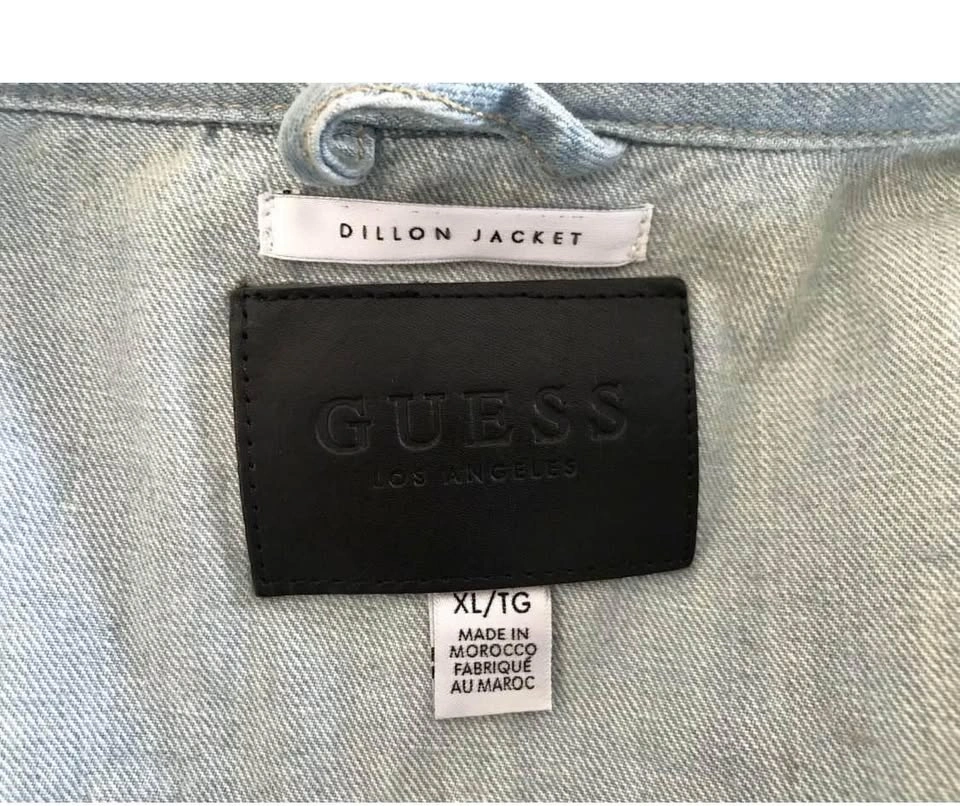 DILLON JACKET
GUESS
LOS ANGELES
XL/TG
MADE IN
MOROCCO
FABRIQUÉ
AU MAROC